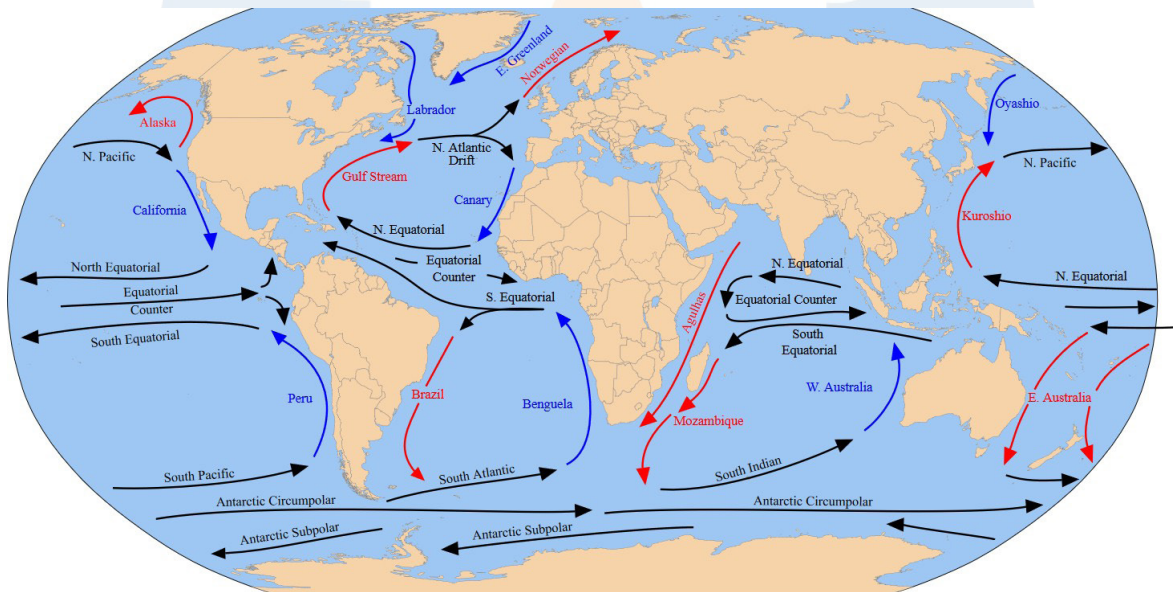 E. Greenland
Norwegian
Labrador
Alaska
Oyashio
N. Pacific
N. Atlantic
Drift
N. Pacific
Gulf Stream
Canary
California
Kuroshio
N. Equatorial
North Equatorial
Equatorial
Counter
N. Equatorial
N. Equatorial
Equatorial
Counter
S. Equatorial
Equatorial Counter
Agulhas
South Equatorial
South
Equatorial
Peru
Brazil
Benguela
W. Australia
E. Australia
Mozambique
South Pacific
South Atlantic
South Indian
Antarctic Circumpolar
Antarctic Circumpolar
Antarctic Subpolar
Antarctic Subpolar